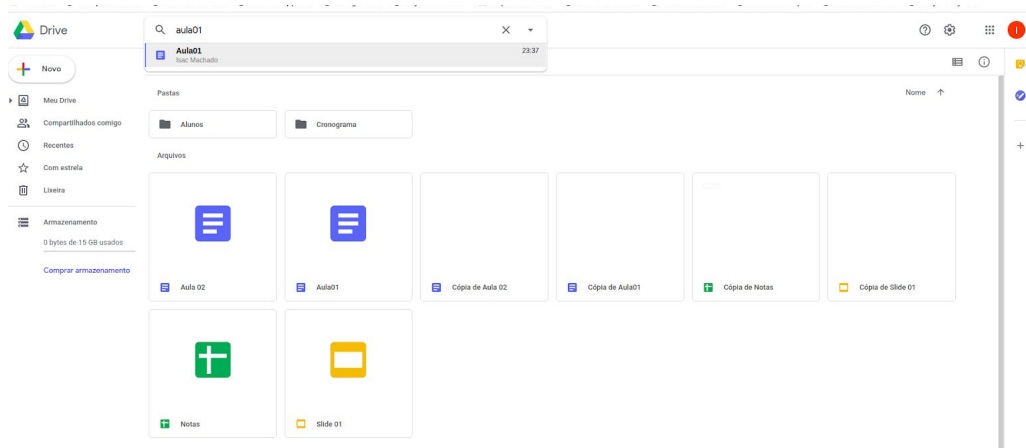 Drive
aula01
Aula01
23:37
Isac Machado
Novo
Meu Drive
Compartilhados comigo
Recentes
Com estrela
Lixeira
Armazenamento
0 bytes de 15 GB usados
Comprar armazenamento
Pastas
Nome
Alunos
Cronograma
Arquivos
Aula 02
Aula01
Cópia de Aula 02
Cópia de Aula01
Cópia de Notas
Cópia de Slide 01
Notas
Slide 01
I